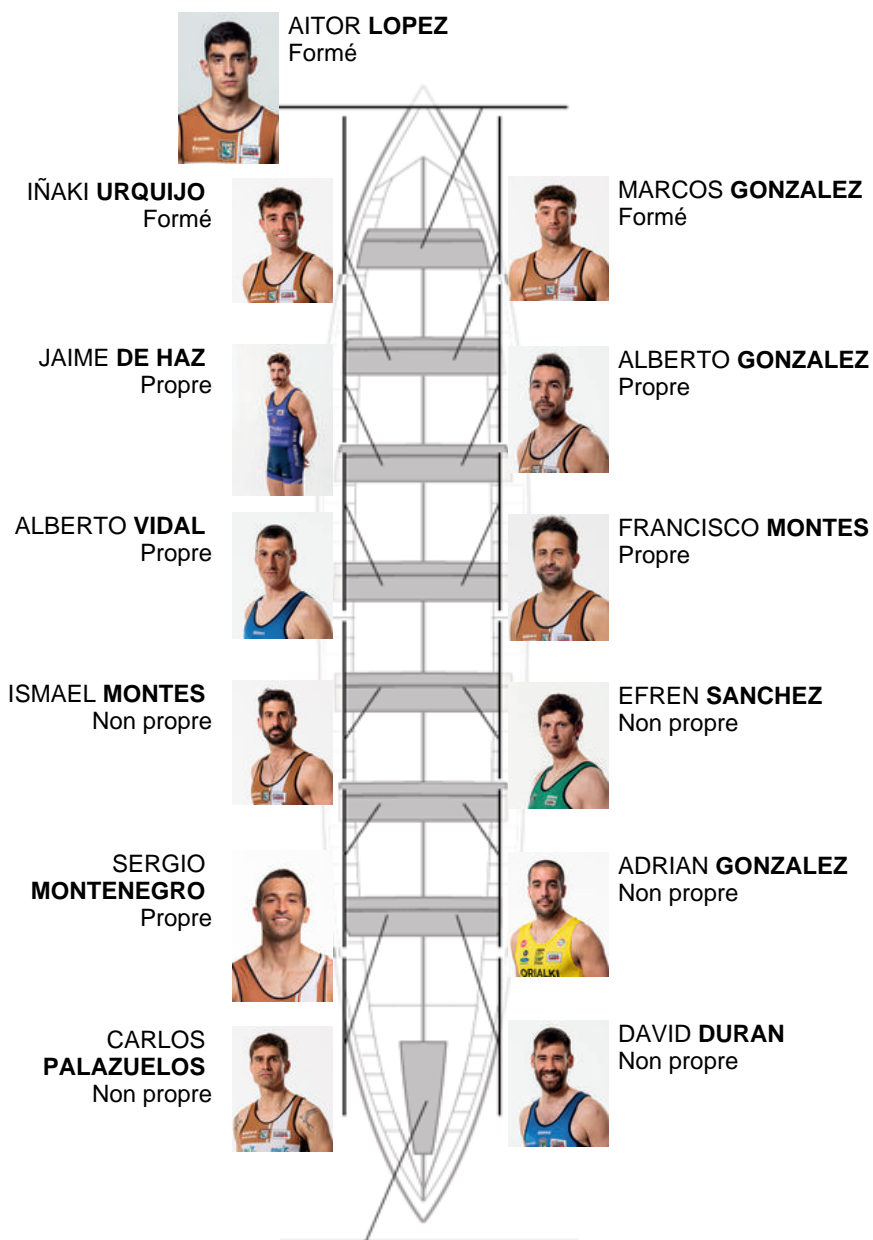 AITOR LOPEZ
Formé
IÑAKI URQUIJO
Formé
MARCOS GONZALEZ
Formé
JAIME DE HAZ
Propre
ALBERTO GONZALEZ
Propre
ALBERTO VIDAL
Propre
FRANCISCO MONTES
Propre
ISMAEL MONTES
Non propre
EFREN SANCHEZ
Non propre
SERGIO
MONTENEGRO
Propre
ADRIAN GONZALEZ
Non propre
ORIALKI
CARLOS
PALAZUELOS
Non propre
DAVID DURAN
Non propre